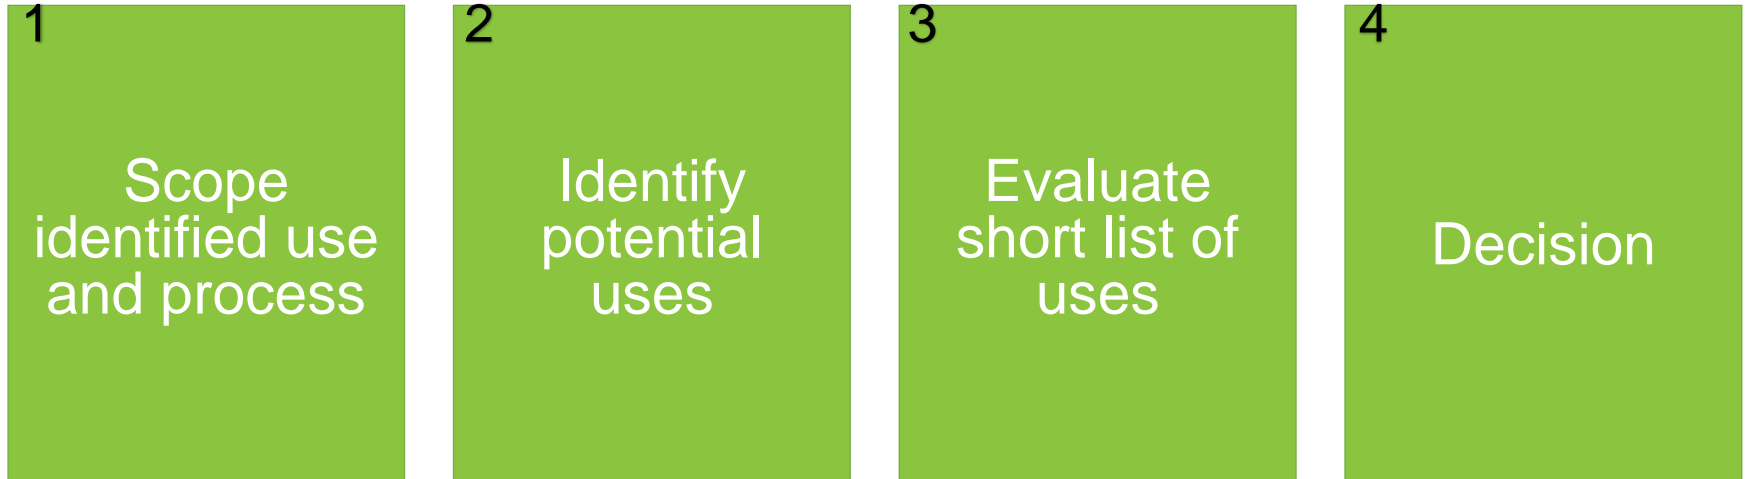 1
Scope
identified use
and process
2
Identify
potential
uses
3
Evaluate
short list of
uses
4
Decision